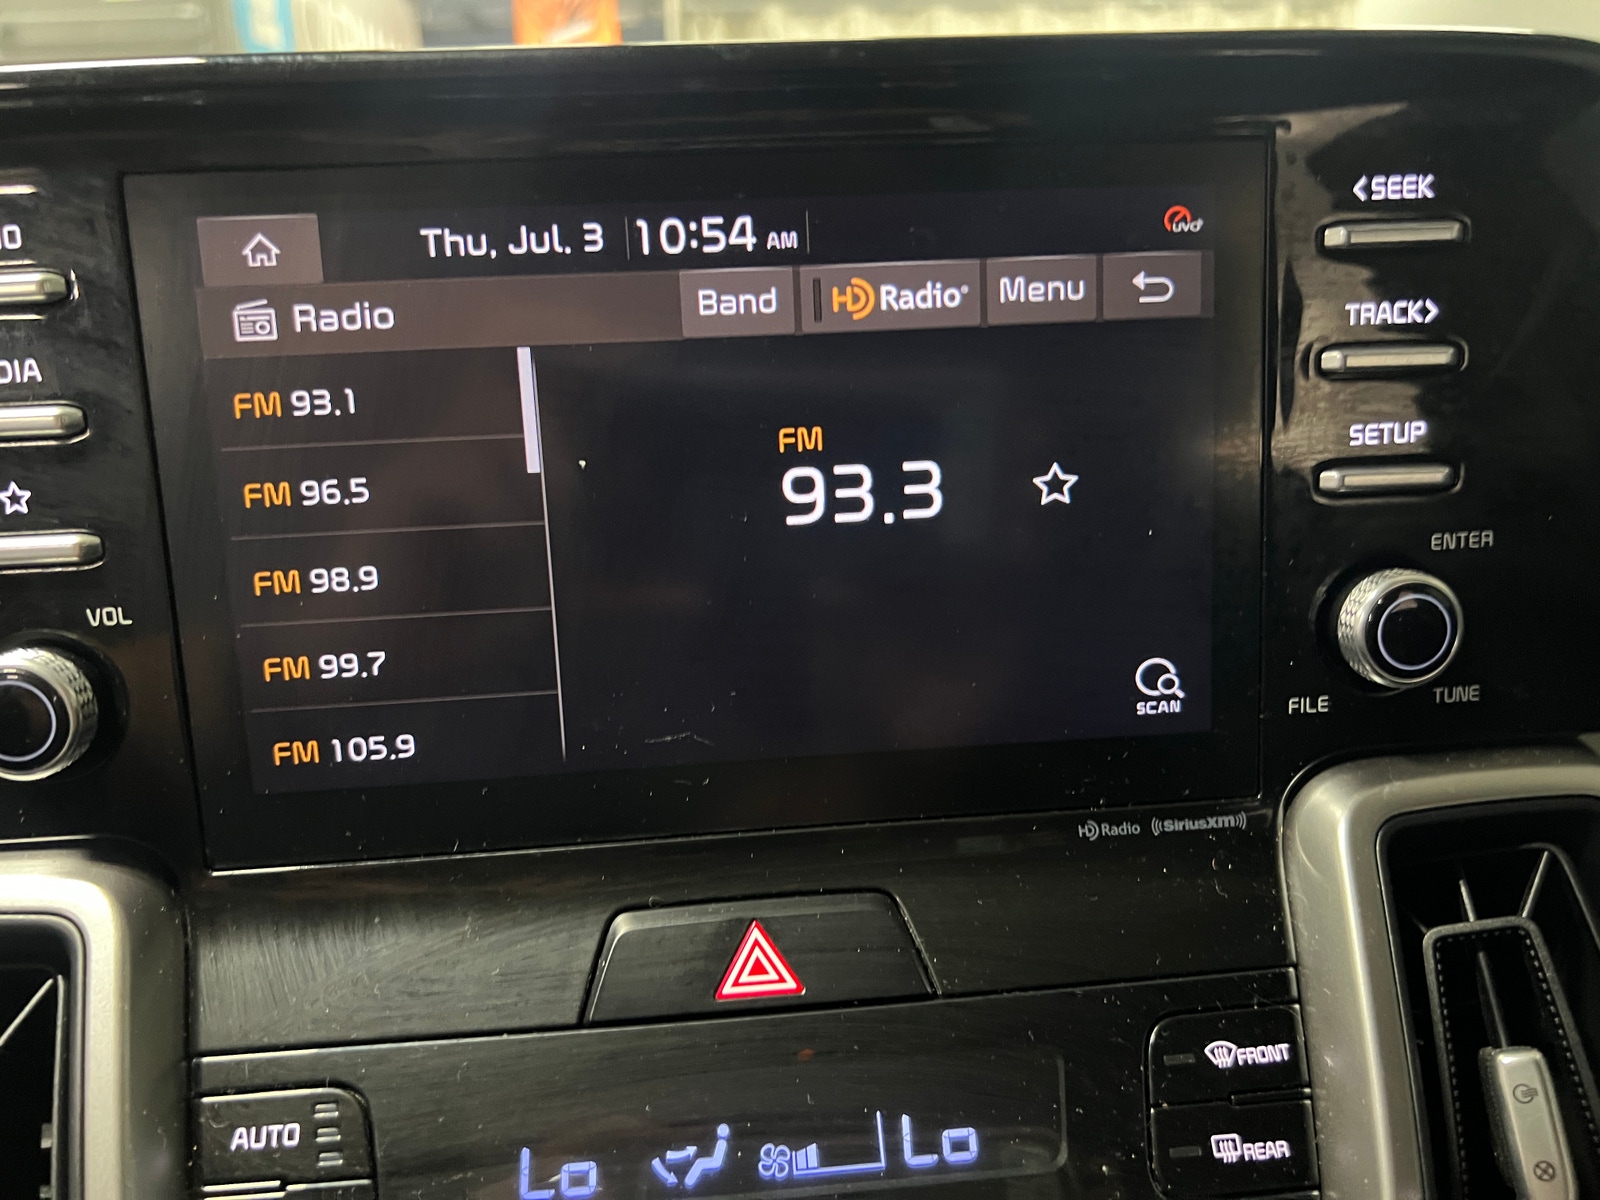 Thu, Jul. 3 10:54 AM
UVO
Radio Band HD Radio Menu
FM 93.1
FM 96.5
FM 98.9
FM 99.7
FM 105.9
FM
93.3
SCAN
VOL
<SEEK
TRACK>
SETUP
ENTER
FILE
TUNE
HD Radio ((SiriusXM))
AUTO
Lo Lo
FRONT
REAR